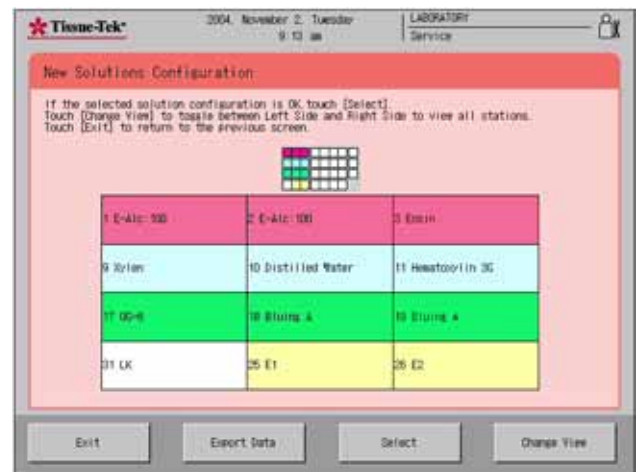 Tissue-Tek
2004. November 2. Tuesday
9:13 am
LABORATORY
Service
New Solutions Configuration
If the selected solution configuration is OK, touch [Select].
Touch [Change View] to toggle between Left Side and Right Side to view all stations.
Touch [Exit] to return to the previous screen.
1 E-Alc 100
2 E-Alc 100
3 Eosin
9 Xylen
10 Distilled Water
11 Hematoxylin 3G
17 OG-6
18 Bluing A
19 Bluing A
31 LK
25 E1
26 E2
Exit
Export Data
Select
Change View